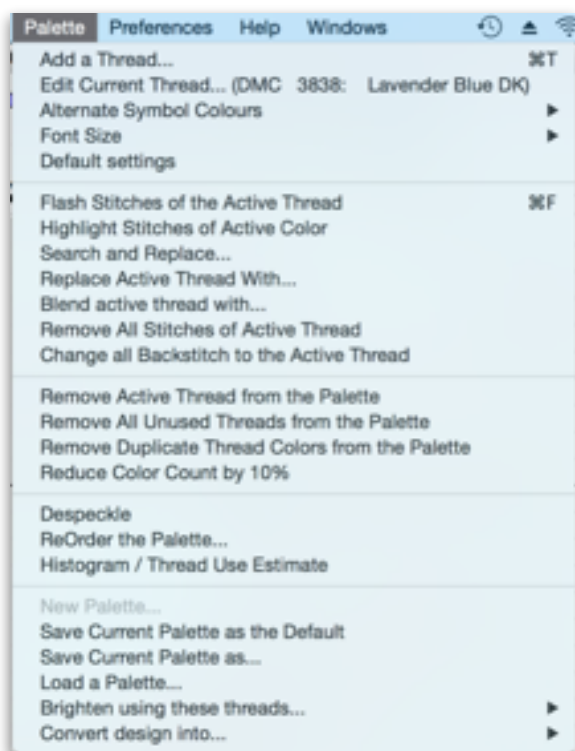 Palette Preferences Help Windows
Add a Thread... ⌘T
Edit Current Thread... (DMC 3838: Lavender Blue DK)
Alternate Symbol Colours ▶
Font Size ▶
Default settings
Flash Stitches of the Active Thread ⌘F
Highlight Stitches of Active Color
Search and Replace...
Replace Active Thread With...
Blend active thread with...
Remove All Stitches of Active Thread
Change all Backstitch to the Active Thread
Remove Active Thread from the Palette
Remove All Unused Threads from the Palette
Remove Duplicate Thread Colors from the Palette
Reduce Color Count by 10%
Despeckle
ReOrder the Palette...
Histogram / Thread Use Estimate
New Palette...
Save Current Palette as the Default
Save Current Palette as...
Load a Palette...
Brighten using these threads... ▶
Convert design into... ▶